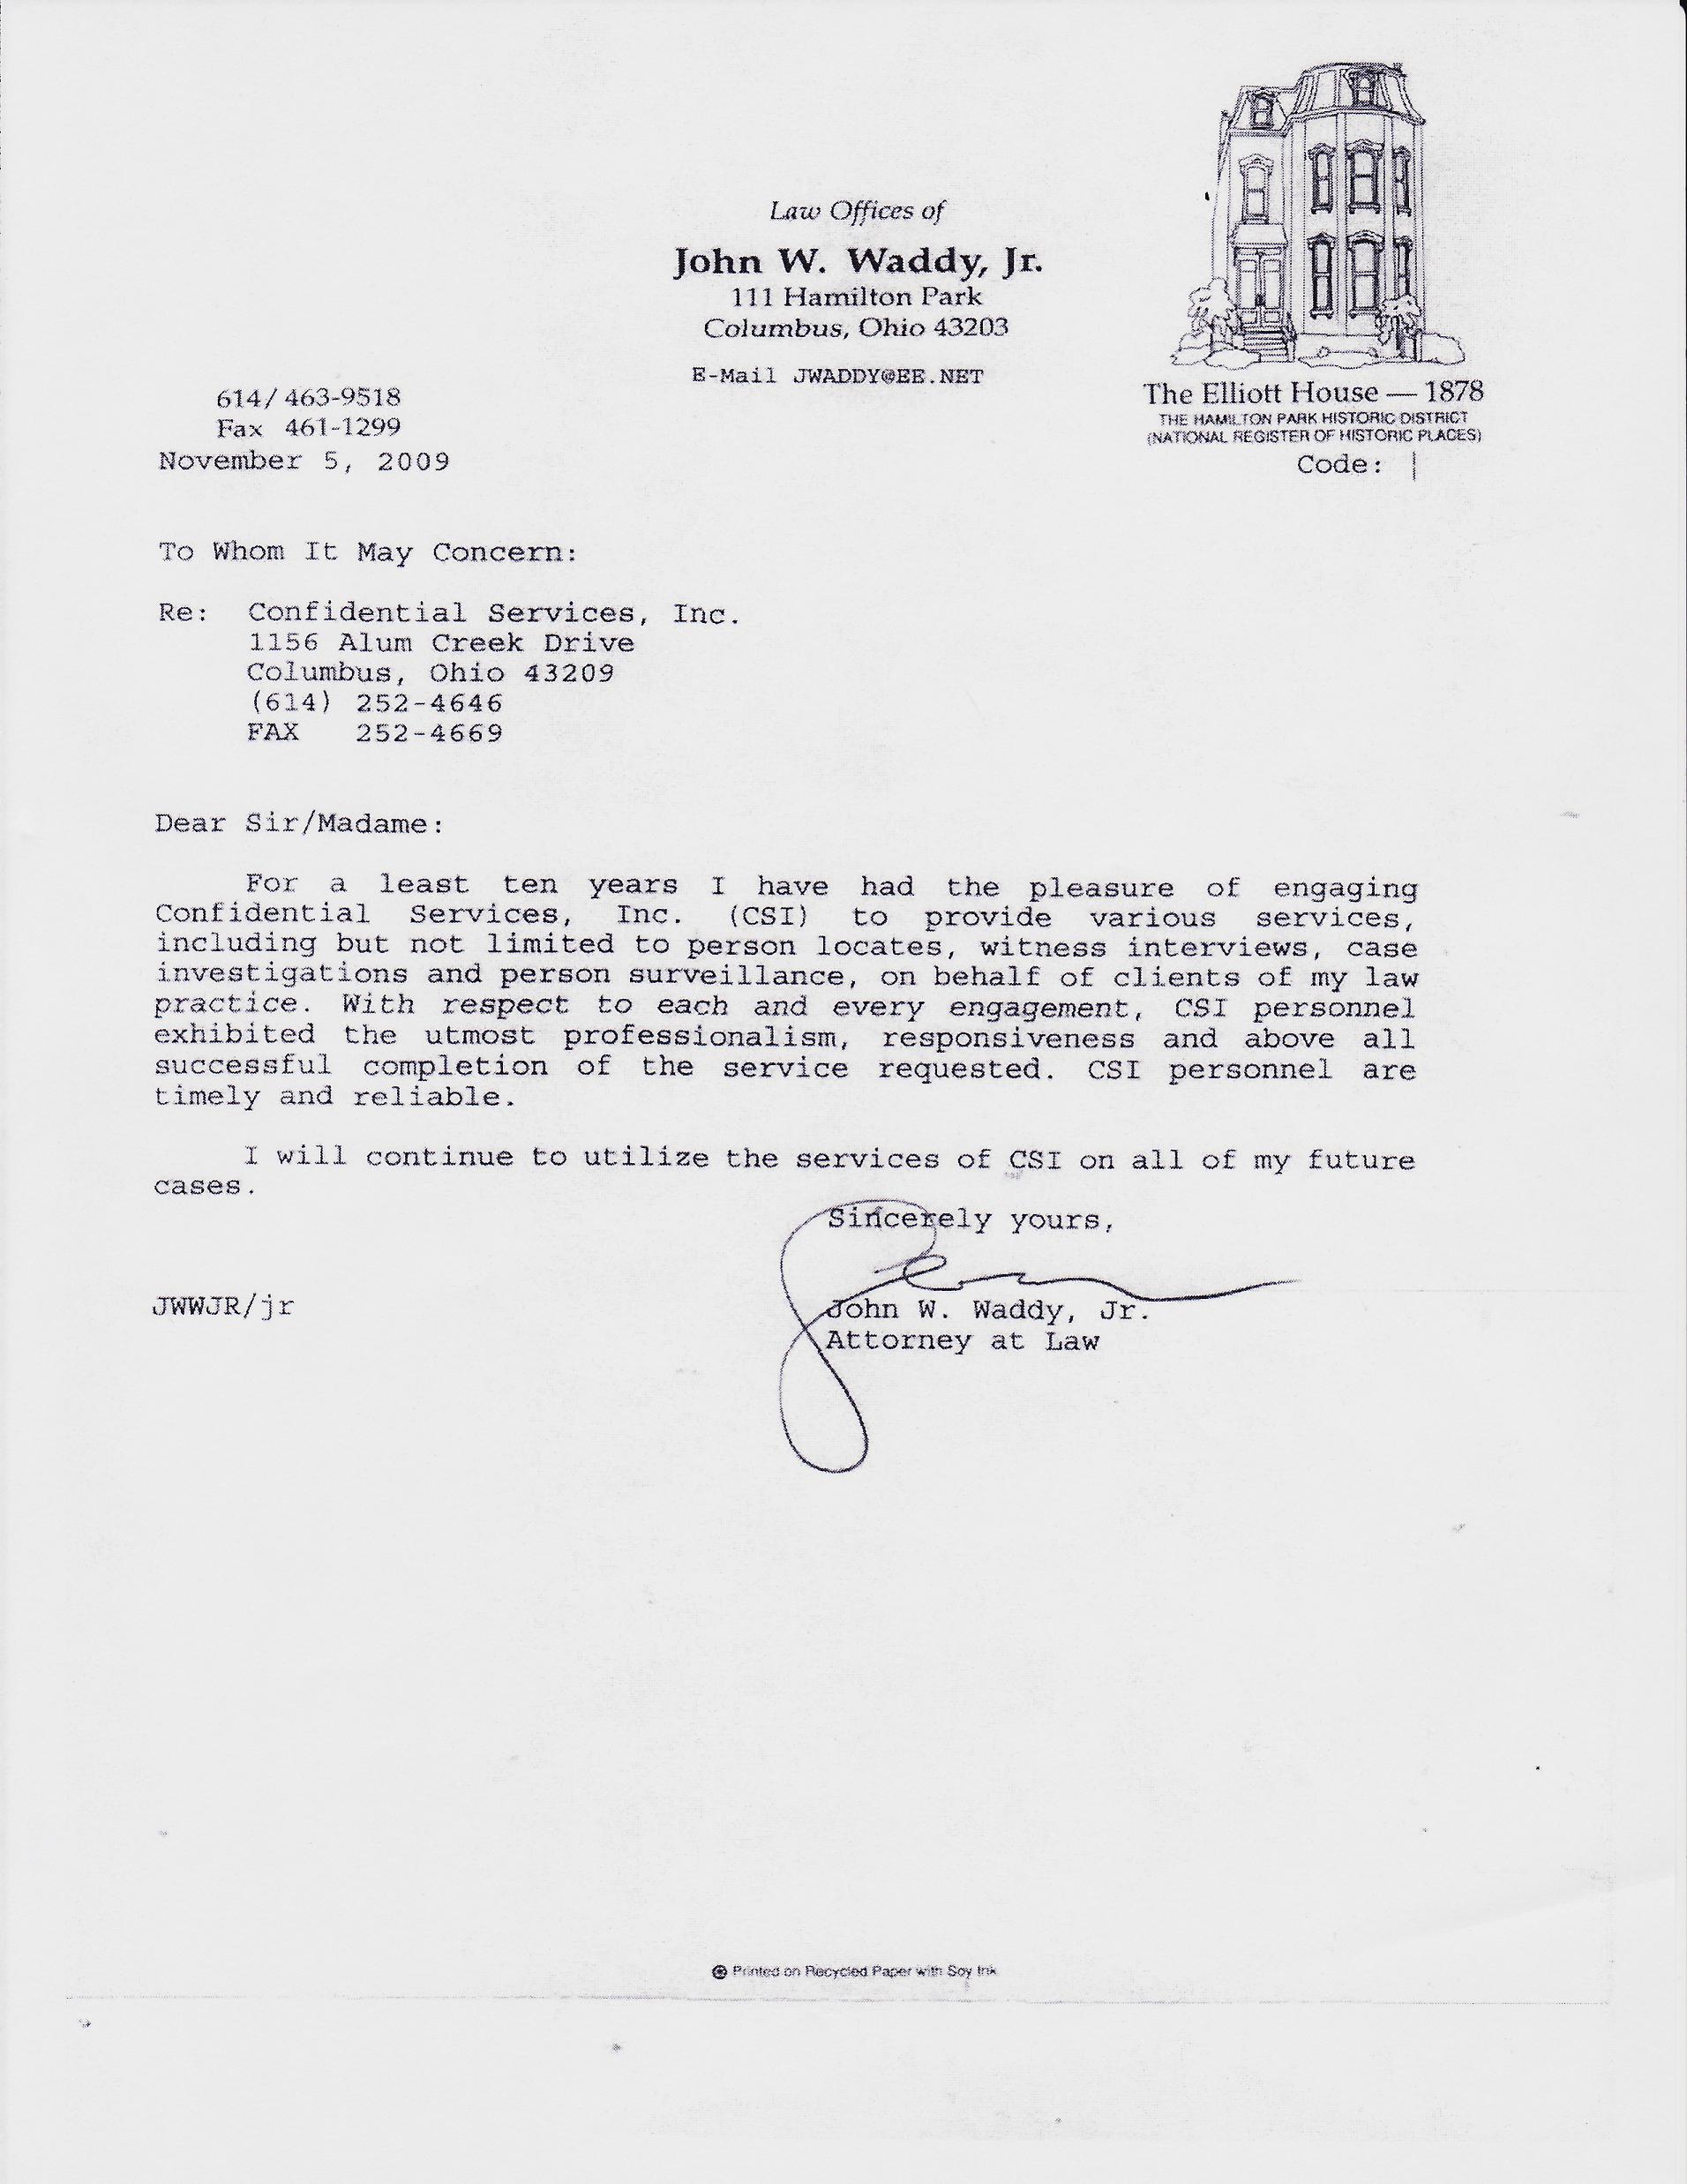 Law Offices of
John W. Waddy, Jr.
111 Hamilton Park
Columbus, Ohio 43203
E-Mail JWADDY@EE.NET
The Elliott House — 1878
THE HAMILTON PARK HISTORIC DISTRICT
(NATIONAL REGISTER OF HISTORIC PLACES)
Code: |
614/ 463-9518
Fax 461-1299
November 5, 2009
To Whom It May Concern:
Re: Confidential Services, Inc.
1156 Alum Creek Drive
Columbus, Ohio 43209
(614) 252-4646
FAX 252-4669
Dear Sir/Madame:
For a least ten years I have had the pleasure of engaging
Confidential Services, Inc. (CSI) to provide various services,
including but not limited to person locates, witness interviews, case
investigations and person surveillance, on behalf of clients of my law
practice. With respect to each and every engagement, CSI personnel
exhibited the utmost professionalism, responsiveness and above all
successful completion of the service requested. CSI personnel are
timely and reliable.
I will continue to utilize the services of CSI on all of my future
cases.
Sincerely yours,
John W. Waddy, Jr.
Attorney at Law
JWWJR/jr
Printed on Recycled Paper with Soy Ink